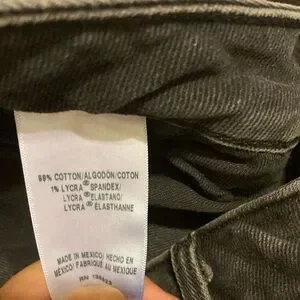 99% COTTON/ALGODÓN/COTON
1% LYCRA® SPANDEX/
LYCRA® ELASTANO/
LYCRA® ELASTHANNE
MADE IN MEXICO/ HECHO EN
MÉXICO/ FABRIQUÉ AU MEXIQUE
RN